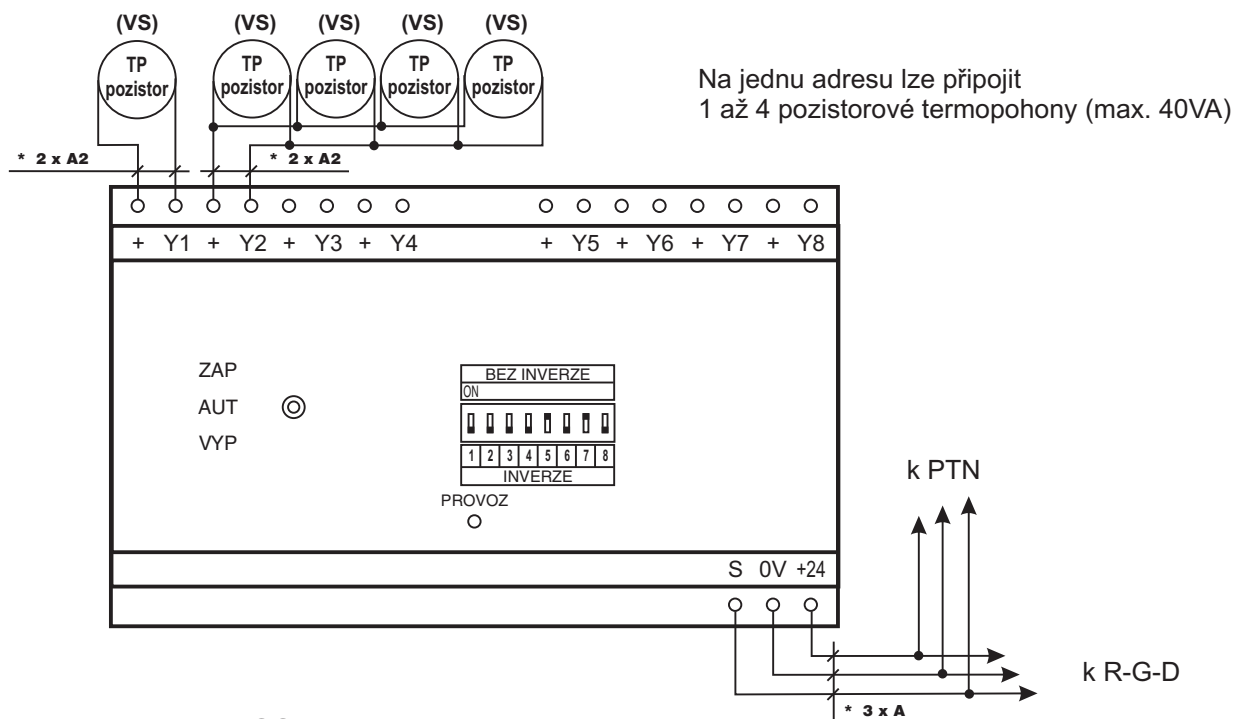 (VS) (VS) (VS) (VS) (VS)
TP pozistor
TP pozistor
TP pozistor
TP pozistor
TP pozistor
Na jednu adresu lze připojit
1 až 4 pozistorové termopohony (max. 40VA)
* 2 x A2
* 2 x A2
+ Y1 + Y2 + Y3 + Y4 + Y5 + Y6 + Y7 + Y8
ZAP
AUT
VYP
BEZ INVERZE
ON
1 2 3 4 5 6 7 8
INVERZE
PROVOZ
k PTN
S 0V +24
k R-G-D
* 3 x A